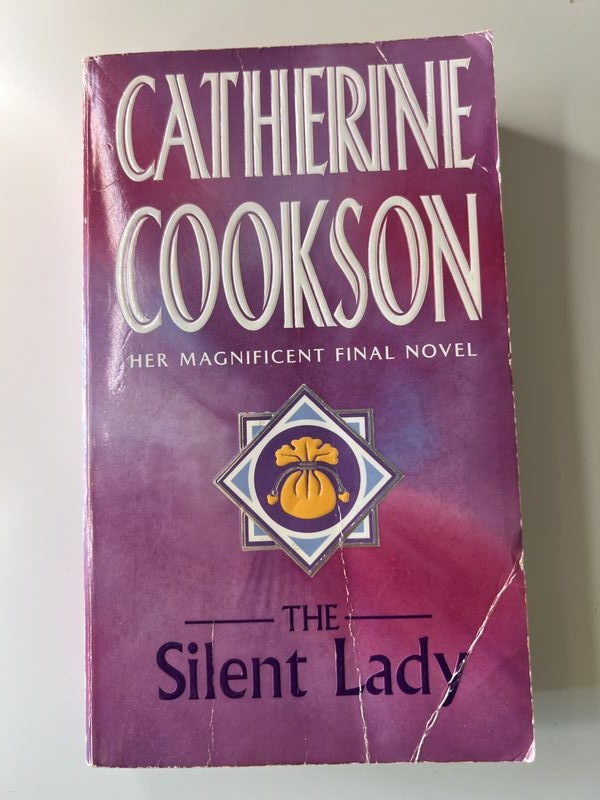 CATHERINE
COOKSON
HER MAGNIFICENT FINAL NOVEL
THE
Silent Lady